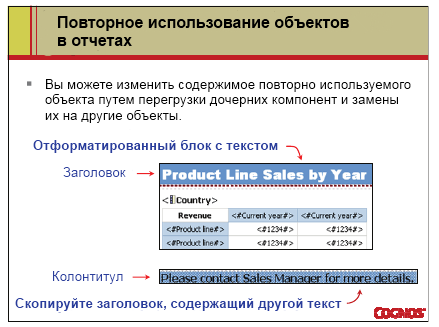 Повторное использование объектов
в отчетах
Вы можете изменить содержимое повторно используемого
объекта путем перегрузки дочерних компонент и замены
их на другие объекты.
Отформатированный блок с текстом
Заголовок
Product Line Sales by Year
<Country>
Revenue <#Current year#> <#Current year#>
<#Product line#> <#1234#> <#1234#>
<#Product line#> <#1234#> <#1234#>
Колонтитул
Please contact Sales Manager for more details.
Скопируйте заголовок, содержащий другой текст
COGNOS